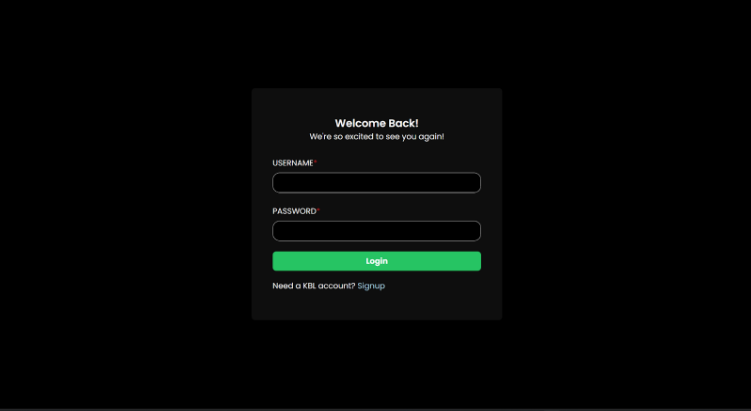 Welcome Back!
We're so excited to see you again!
USERNAME*
PASSWORD*
Login
Need a KBL account? Signup